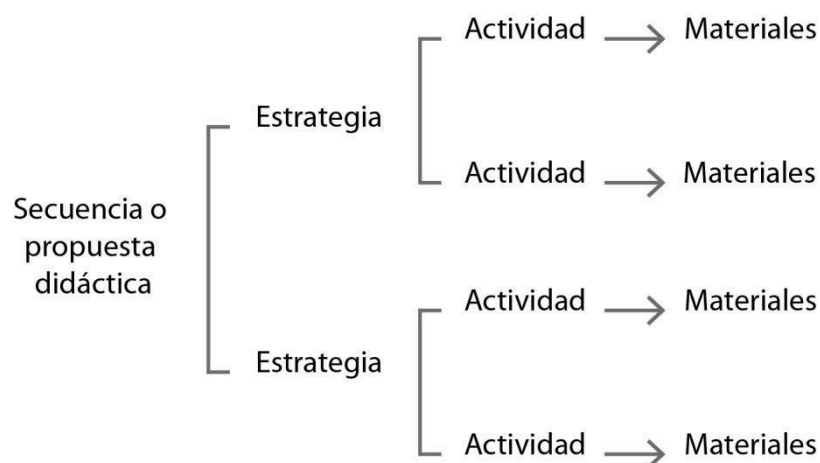 Actividad
Materiales
Estrategia
Actividad
Materiales
Secuencia o
propuesta
didáctica
Actividad
Materiales
Estrategia
Actividad
Materiales